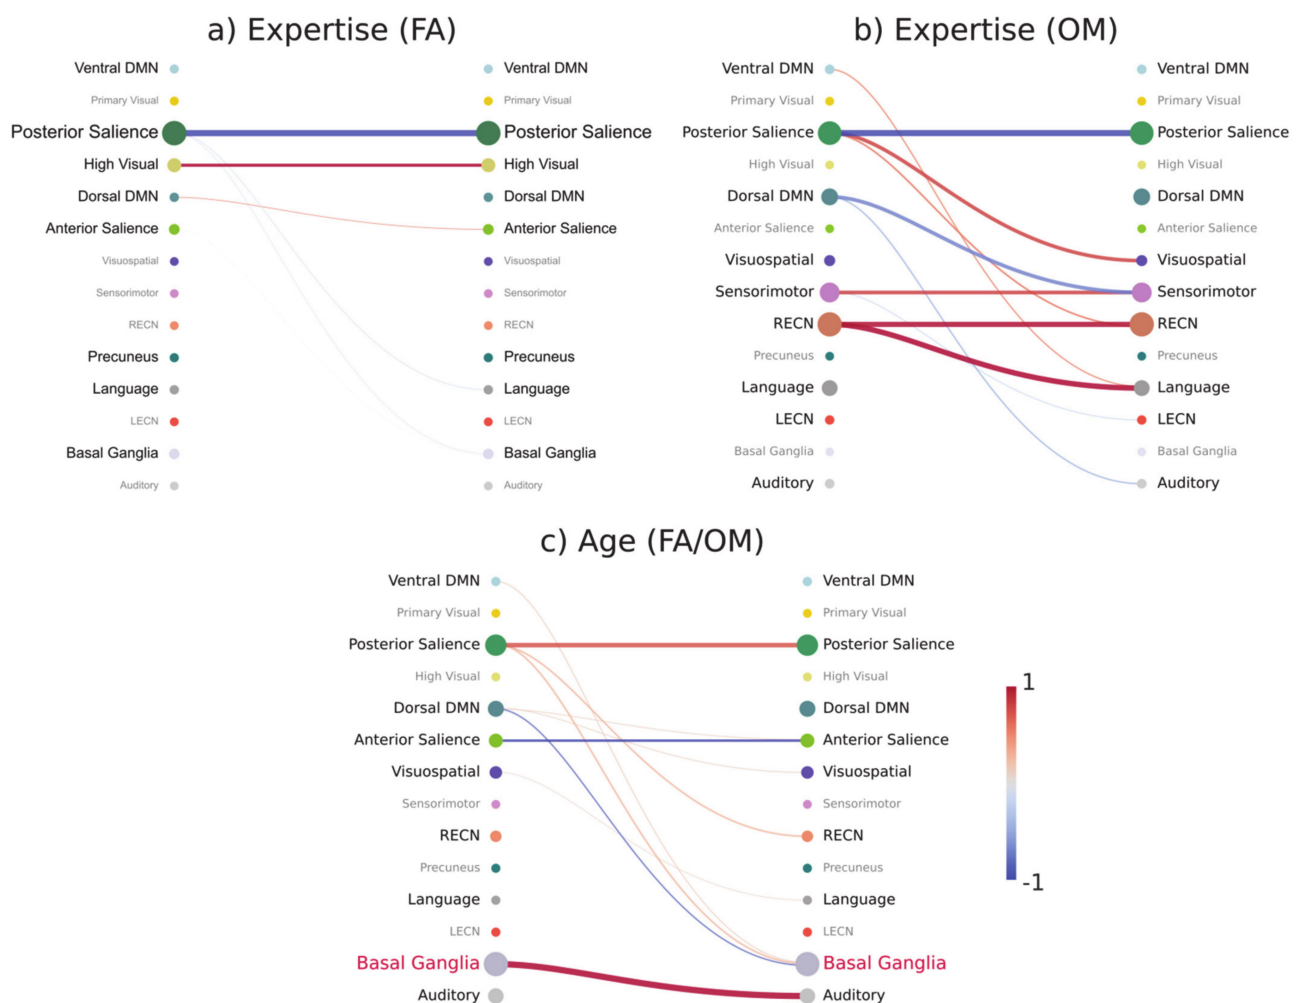 a) Expertise (FA)
b) Expertise (OM)
Ventral DMN
Primary Visual
Posterior Salience
High Visual
Dorsal DMN
Anterior Salience
Visuospatial
Sensorimotor
RECN
Precuneus
Language
LECN
Basal Ganglia
Auditory
Ventral DMN
Primary Visual
Posterior Salience
High Visual
Dorsal DMN
Anterior Salience
Visuospatial
Sensorimotor
RECN
Precuneus
Language
LECN
Basal Ganglia
Auditory
Ventral DMN
Primary Visual
Posterior Salience
High Visual
Dorsal DMN
Anterior Salience
Visuospatial
Sensorimotor
RECN
Precuneus
Language
LECN
Basal Ganglia
Auditory
Ventral DMN
Primary Visual
Posterior Salience
High Visual
Dorsal DMN
Anterior Salience
Visuospatial
Sensorimotor
RECN
Precuneus
Language
LECN
Basal Ganglia
Auditory
c) Age (FA/OM)
Ventral DMN
Primary Visual
Posterior Salience
High Visual
Dorsal DMN
Anterior Salience
Visuospatial
Sensorimotor
RECN
Precuneus
Language
LECN
Basal Ganglia
Auditory
Ventral DMN
Primary Visual
Posterior Salience
High Visual
Dorsal DMN
Anterior Salience
Visuospatial
Sensorimotor
RECN
Precuneus
Language
LECN
Basal Ganglia
Auditory
1
-1